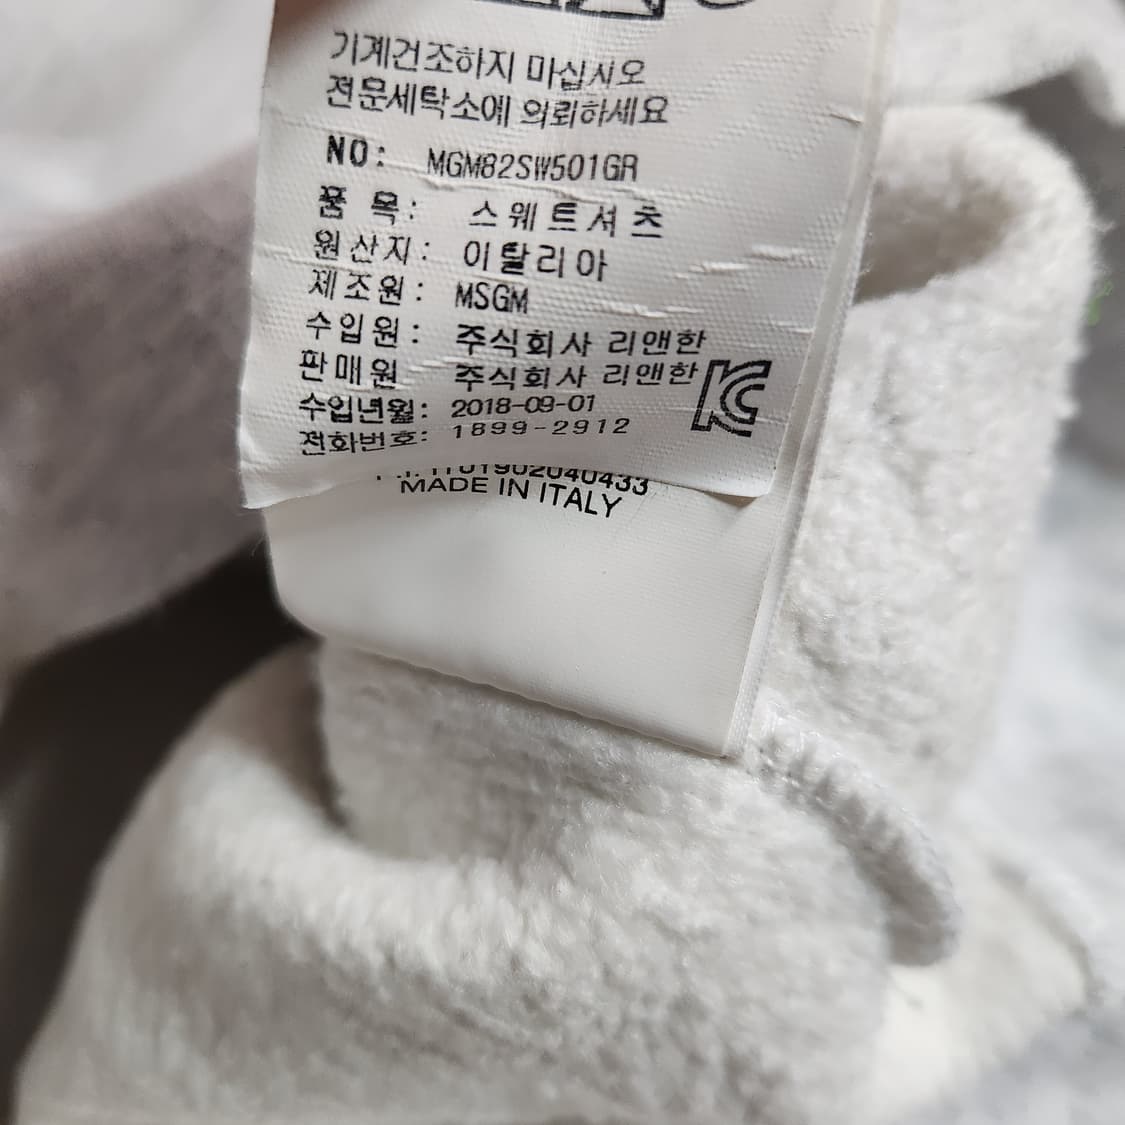 기계건조하지 마십시오
전문세탁소에 의뢰하세요
NO: MGM82SW501GR
품 목: 스웨트셔츠
원산지: 이탈리아
제조원: MSGM
수입원: 주식회사 리앤한
판매원 주식회사 리앤한
수입년월: 2018-09-01
전화번호: 1899-2912
MADE IN ITALY